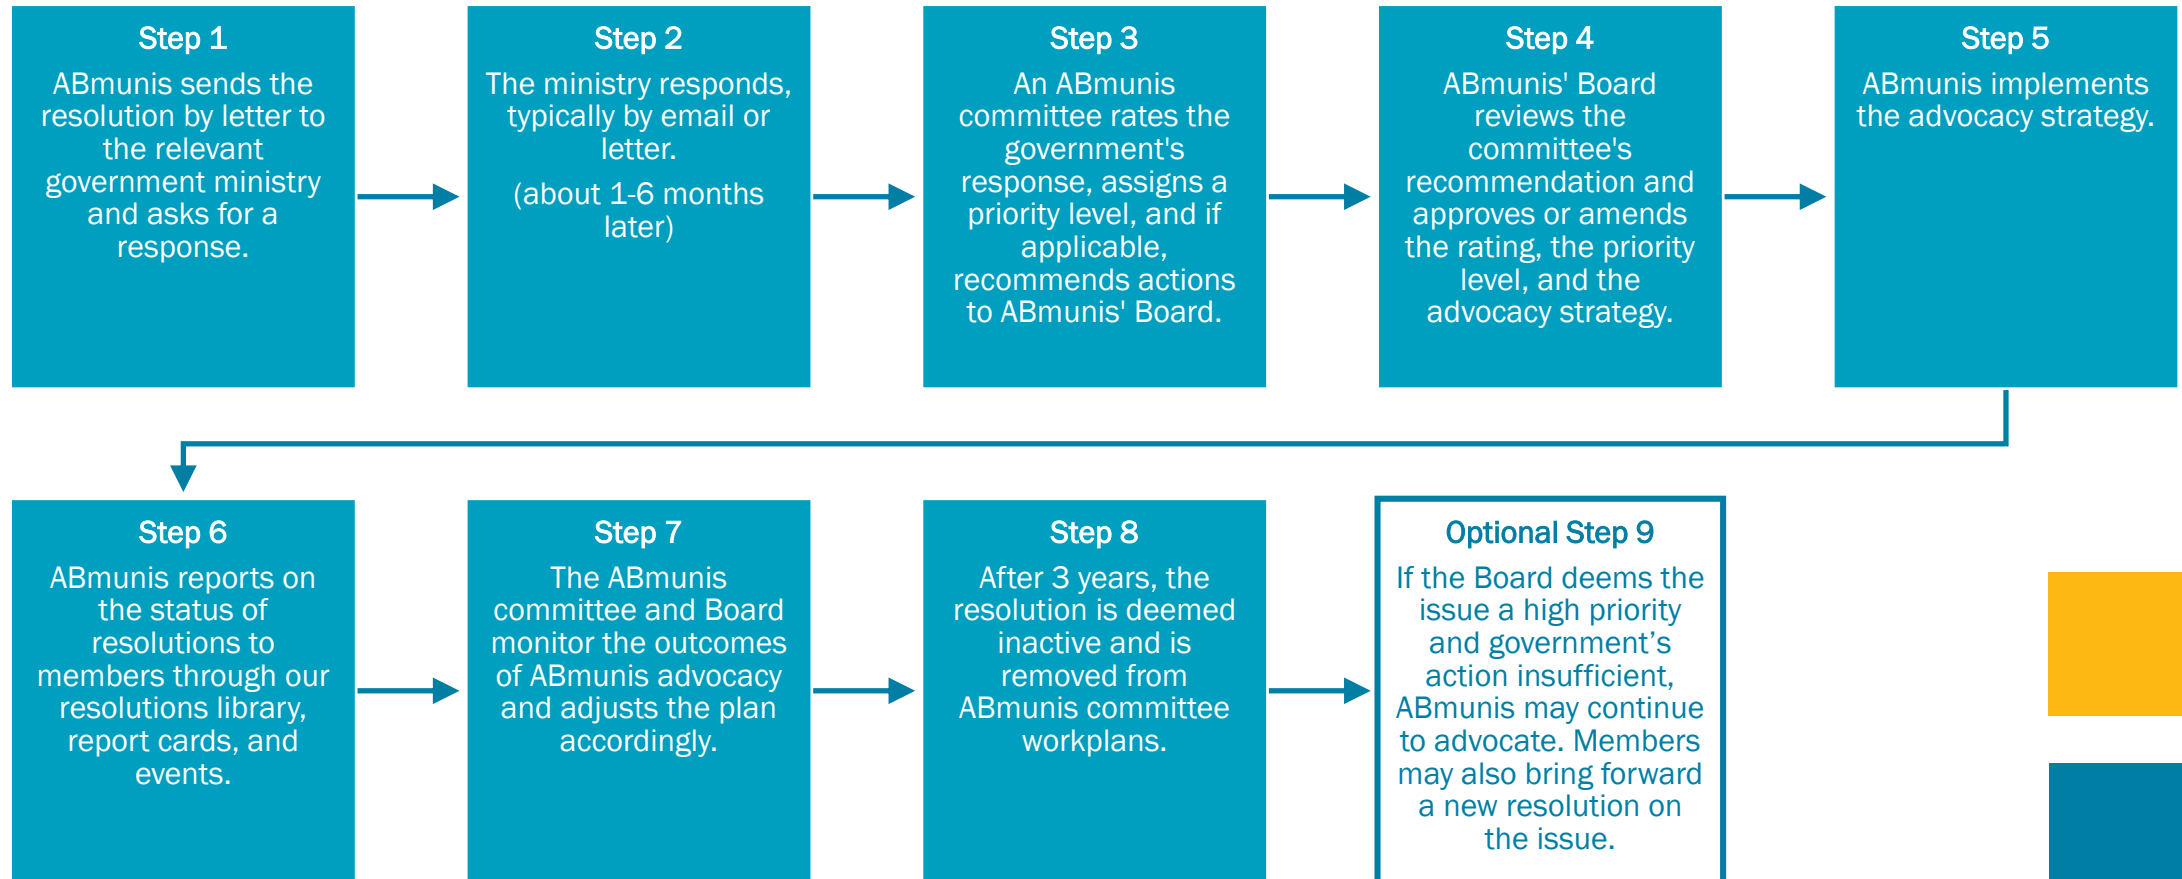 Step 1
ABmunis sends the
resolution by letter to
the relevant
government ministry
and asks for a
response.
Step 2
The ministry responds,
typically by email or
letter.
(about 1-6 months
later)
Step 3
An ABmunis
committee rates the
government's
response, assigns a
priority level, and if
applicable,
recommends actions
to ABmunis' Board.
Step 4
ABmunis' Board
reviews the
committee's
recommendation and
approves or amends
the rating, the priority
level, and the
advocacy strategy.
Step 5
ABmunis implements
the advocacy strategy.
Step 6
ABmunis reports on
the status of
resolutions to
members through our
resolutions library,
report cards, and
events.
Step 7
The ABmunis
committee and Board
monitor the outcomes
of ABmunis advocacy
and adjusts the plan
accordingly.
Step 8
After 3 years, the
resolution is deemed
inactive and is
removed from
ABmunis committee
workplans.
Optional Step 9
If the Board deems the
issue a high priority
and government’s
action insufficient,
ABmunis may continue
to advocate. Members
may also bring forward
a new resolution on
the issue.